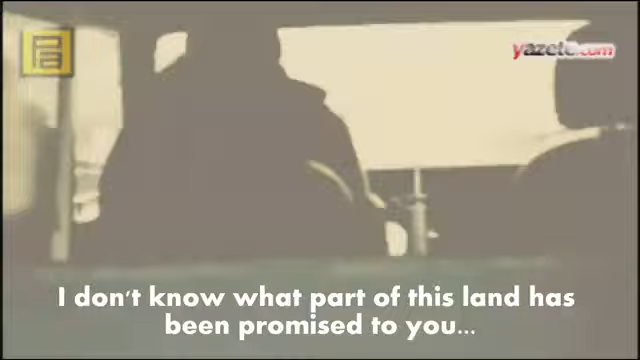 yazete.com
I don't know what part of this land has
been promised to you...